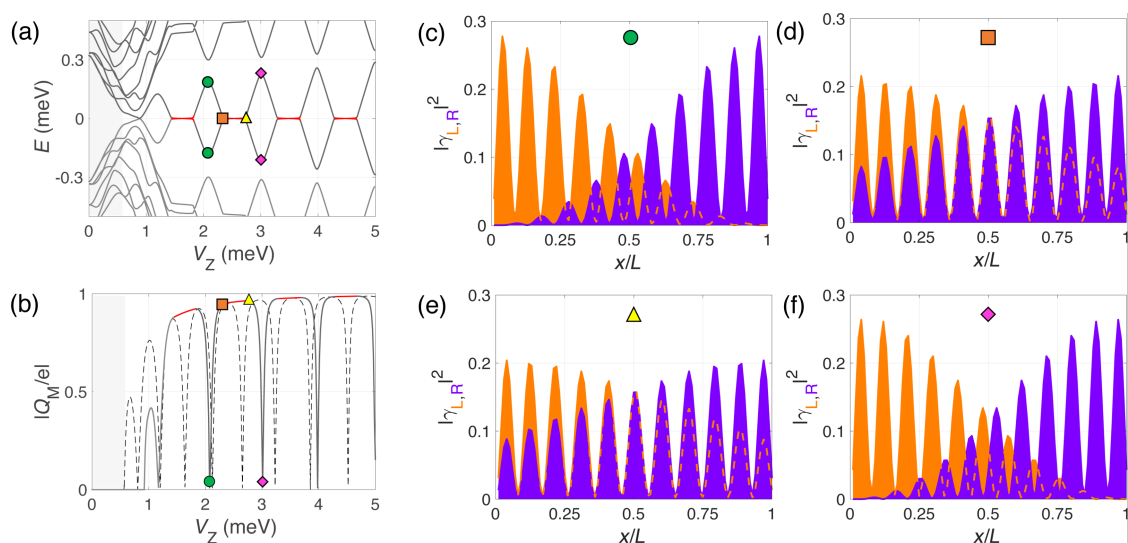 (a)
E (meV)
0.3
0
-0.3
0 1 2 3 4 5
V_Z (meV)
(b)
|Q_M/e|
1
0.5
0
0 1 2 3 4 5
V_Z (meV)
(c)
|γ_L,R|²
0.3
0.2
0.1
0
0 0.25 0.5 0.75 1
x/L
(d)
|γ_L,R|²
0.3
0.2
0.1
0
0 0.25 0.5 0.75 1
x/L
(e)
|γ_L,R|²
0.3
0.2
0.1
0
0 0.25 0.5 0.75 1
x/L
(f)
|γ_L,R|²
0.3
0.2
0.1
0
0 0.25 0.5 0.75 1
x/L